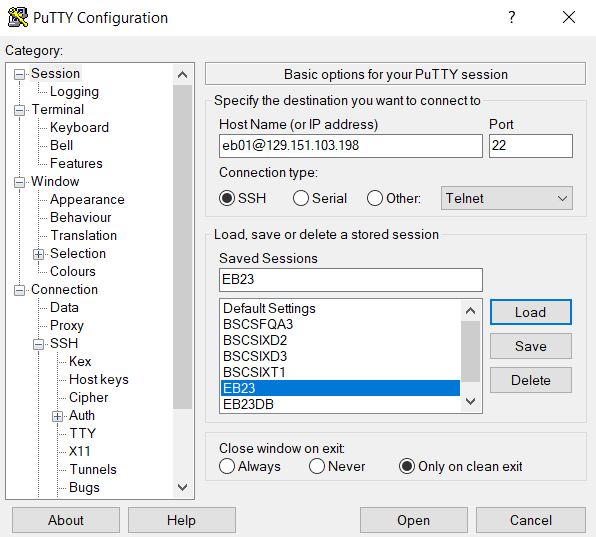 PuTTY Configuration
?
Category:
Session
Logging
Terminal
Keyboard
Bell
Features
Window
Appearance
Behaviour
Translation
Selection
Colours
Connection
Data
Proxy
SSH
Kex
Host keys
Cipher
Auth
TTY
X11
Tunnels
Bugs
Basic options for your PuTTY session
Specify the destination you want to connect to
Host Name (or IP address) Port
eb01@129.151.103.198 22
Connection type:
SSH Serial Other: Telnet
Load, save or delete a stored session
Saved Sessions
EB23
Default Settings
BSCSFQA3
BSCSIXD2
BSCSIXD3
BSCSIXT1
EB23
EB23DB
Load
Save
Delete
Close window on exit:
Always Never Only on clean exit
About Help Open Cancel